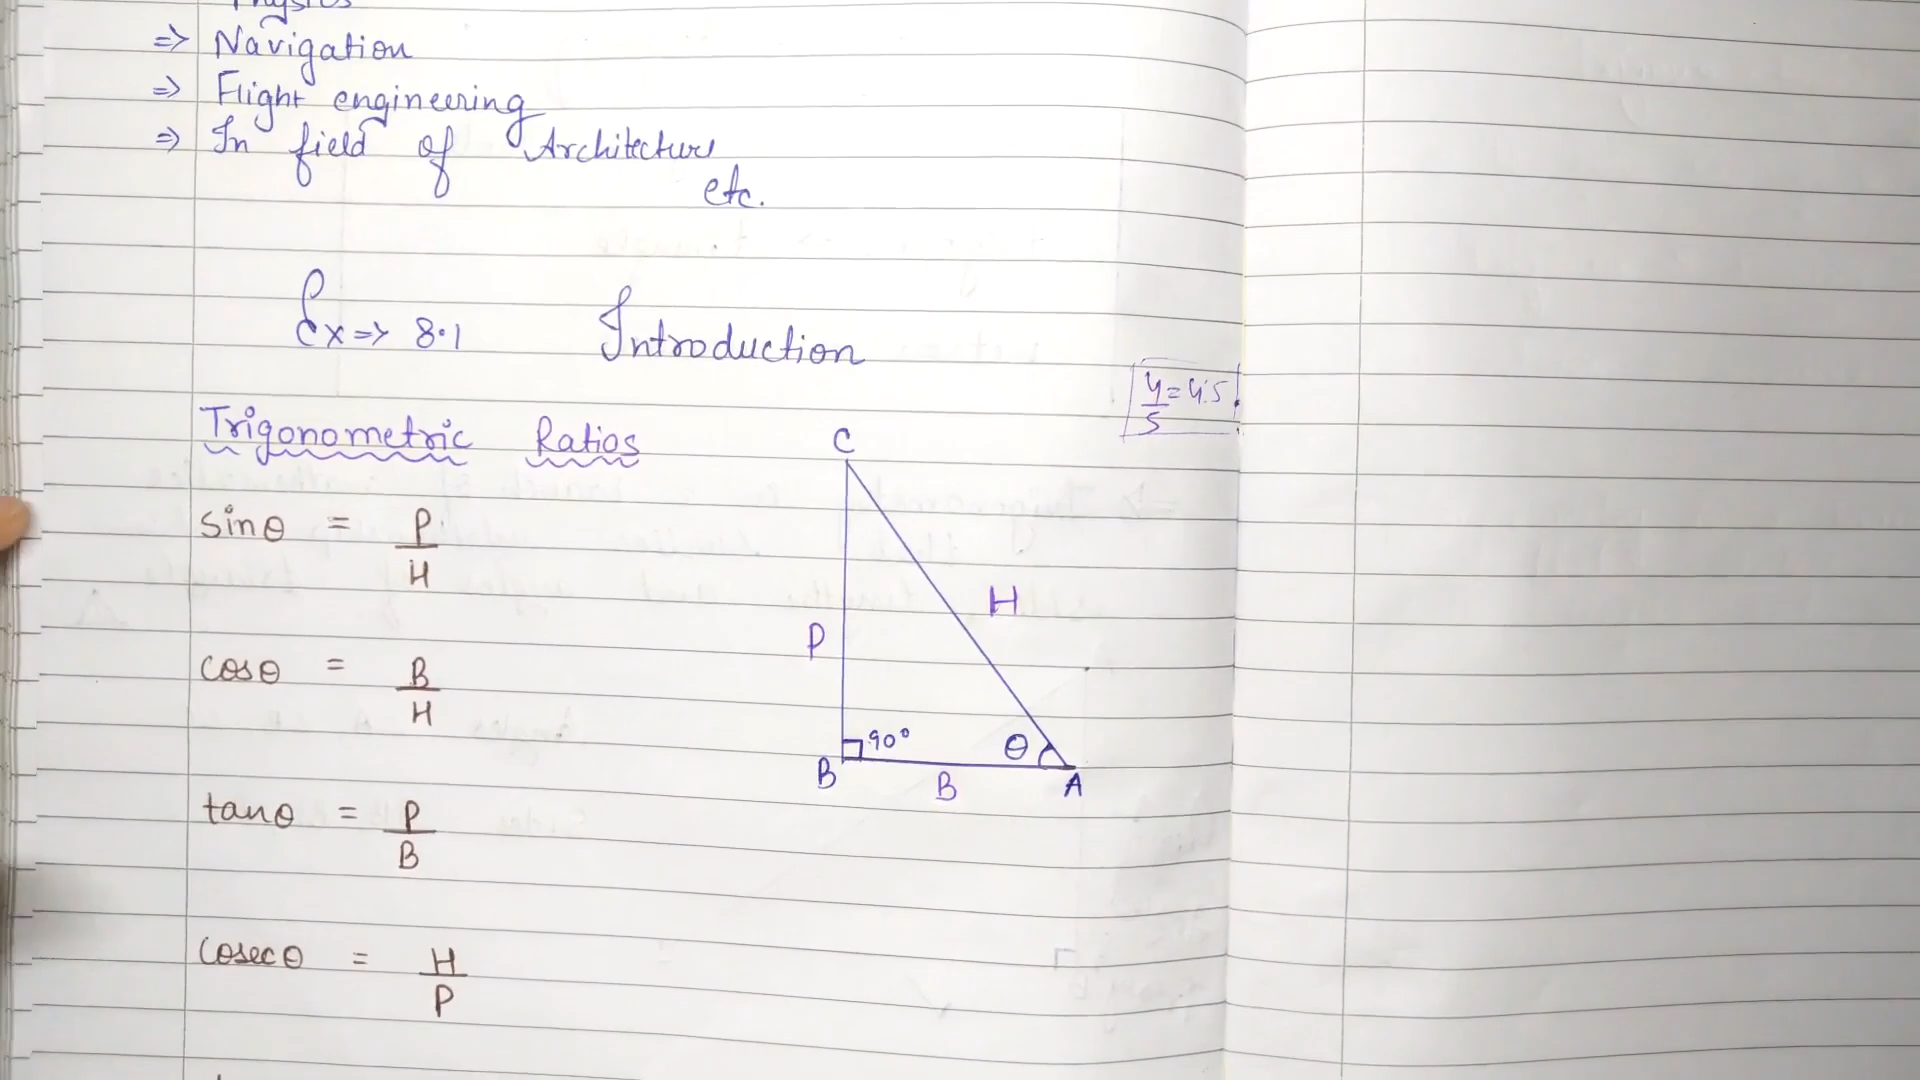 Physics
=> Navigation
=> Flight engineering
=> In field of Architecture
etc.
Ex => 8.1 Introduction
4/5 = 4.5
Trigonometric Ratios
sinθ = P/H
cosθ = B/H
tanθ = P/B
cosecθ = H/P
C
H
P
90° θ
B B A